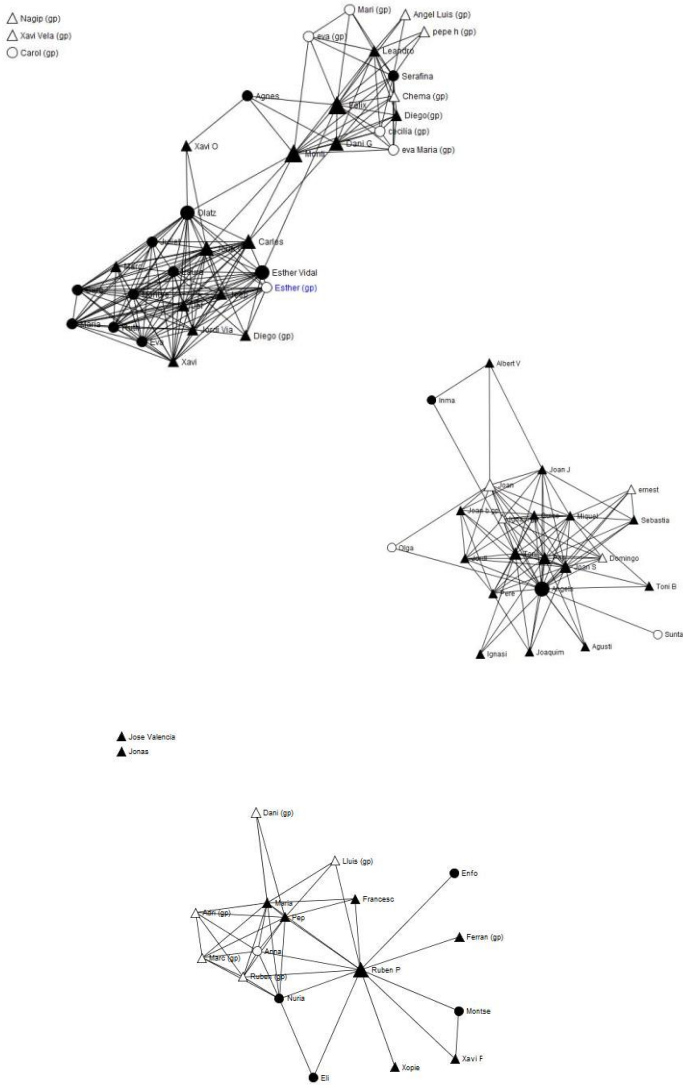 Nagip (gp)
Xavi Vela (gp)
Carol (gp)
Mari (gp)
Angel Luis (gp)
pepe h (gp)
eva (gp)
Leandro
Serafina
Agnes
Chema (gp)
Felix
Diego(gp)
cecilia (gp)
Xavi O
Dani G
eva Maria (gp)
Olatz
Carles
Esther Vidal
Esther (gp)
Jordi Via
Diego (gp)
Eva
Xavi
Albert V
Inma
Joan J
Joan
ernest
Joan b gp
Miquel
Sebastia
Olga
Domingo
Joan S
Toni B
Pere
Sunta
Ignasi
Joaquim
Agusti
Jose Valencia
Jonas
Dani (gp)
Lluis (gp)
Enfo
Maria
Francesc
Adri (gp)
Pep
Ferran (gp)
Anna
Marc (gp)
Ruben P
Ruben (gp)
Nuria
Montse
Xavi F
Xopie
Eli